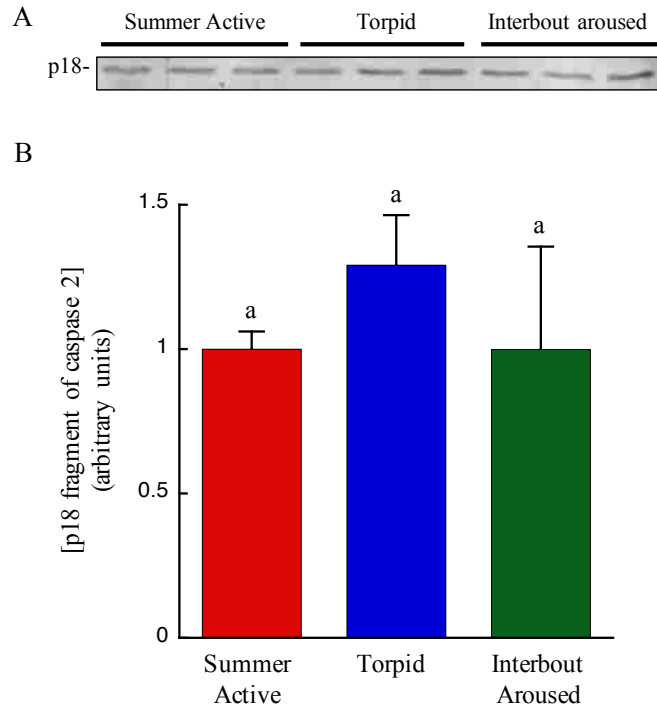 A
Summer Active Torpid Interbout aroused
p18-
B
[p18 fragment of caspase 2]
(arbitrary units)
1.5
1
0.5
0
a
a
a
Summer
Active
Torpid
Interbout
Aroused